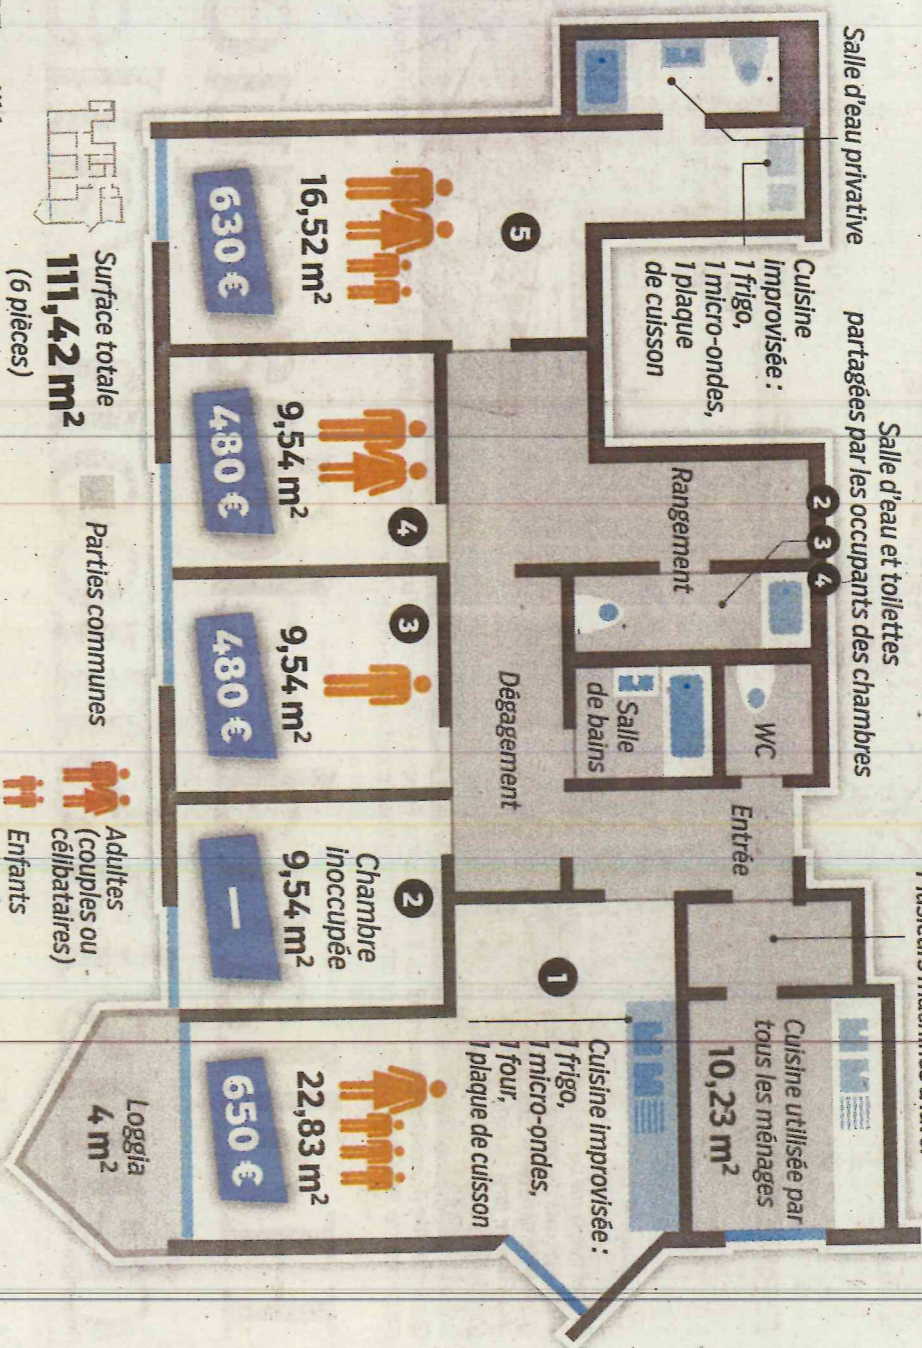 Salle d'eau privative
Cuisine
improvisée :
1 frigo,
1 micro-ondes,
1 plaque
de cuisson
Salle d'eau et toilettes
partagées par les occupants des chambres
2 3 4
Rangement
Salle
de bains
WC
Entrée
Dégagement
Cuisine utilisée par
tous les ménages
10,23 m²
5
16,52 m²
630 €
4
9,54 m²
480 €
3
9,54 m²
480 €
2
Chambre
inoccupée
9,54 m²
—
1
Cuisine improvisée :
1 frigo,
1 micro-ondes,
1 four,
1 plaque de cuisson
22,83 m²
650 €
Loggia
4 m²
Surface totale
111,42 m²
(6 pièces)
Parties communes
Adultes
(couples ou
célibataires)
Enfants